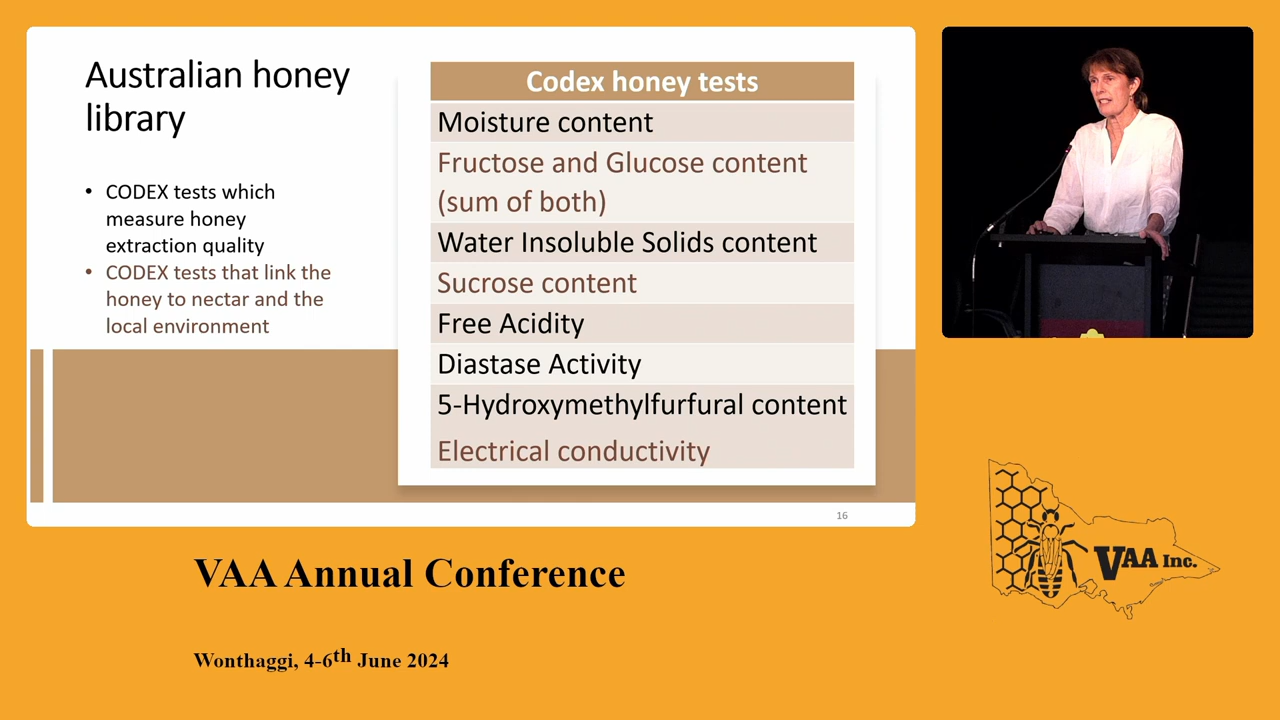 Australian honey
library
• CODEX tests which
measure honey
extraction quality
• CODEX tests that link the
honey to nectar and the
local environment
Codex honey tests
Moisture content
Fructose and Glucose content
(sum of both)
Water Insoluble Solids content
Sucrose content
Free Acidity
Diastase Activity
5-Hydroxymethylfurfural content
Electrical conductivity
16
VAA Annual Conference
Wonthaggi, 4-6th June 2024
VAA Inc.